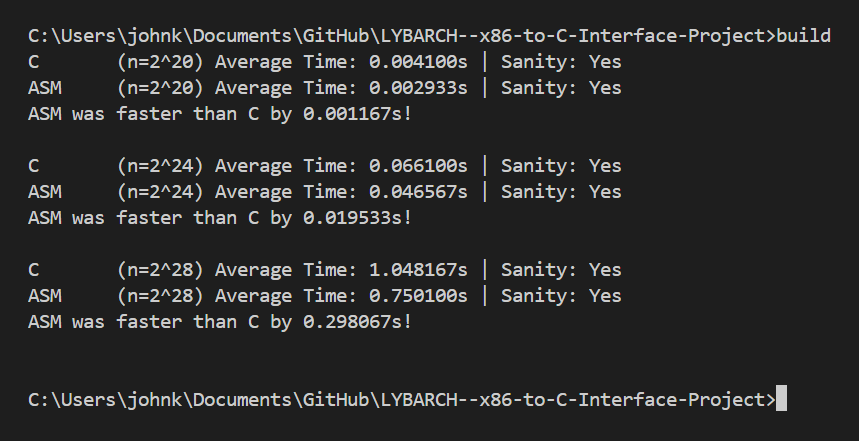 C:\Users\johnk\Documents\GitHub\LYBARCH--x86-to-C-Interface-Project>build
C (n=2^20) Average Time: 0.004100s | Sanity: Yes
ASM (n=2^20) Average Time: 0.002933s | Sanity: Yes
ASM was faster than C by 0.001167s!
C (n=2^24) Average Time: 0.066100s | Sanity: Yes
ASM (n=2^24) Average Time: 0.046567s | Sanity: Yes
ASM was faster than C by 0.019533s!
C (n=2^28) Average Time: 1.048167s | Sanity: Yes
ASM (n=2^28) Average Time: 0.750100s | Sanity: Yes
ASM was faster than C by 0.298067s!
C:\Users\johnk\Documents\GitHub\LYBARCH--x86-to-C-Interface-Project>